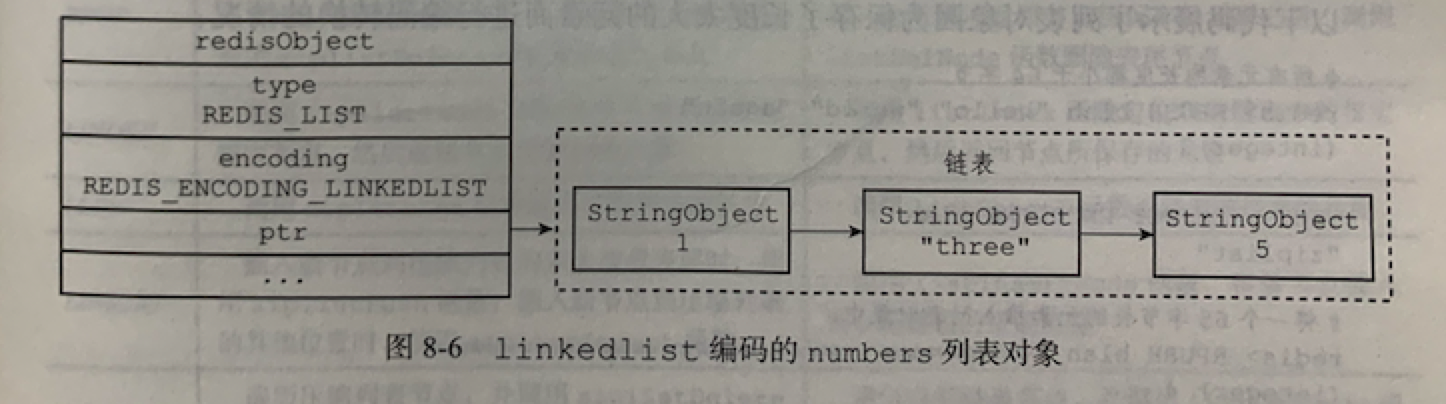 redisObject
type
REDIS_LIST
encoding
REDIS_ENCODING_LINKEDLIST
ptr
...
链表
StringObject
1
StringObject
"three"
StringObject
5
图 8-6 linkedlist 编码的 numbers 列表对象